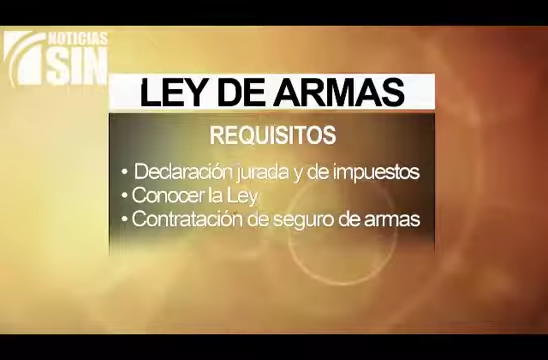 NOTICIAS
SIN
LEY DE ARMAS
REQUISITOS
• Declaración jurada y de impuestos
• Conocer la Ley
• Contratación de seguro de armas